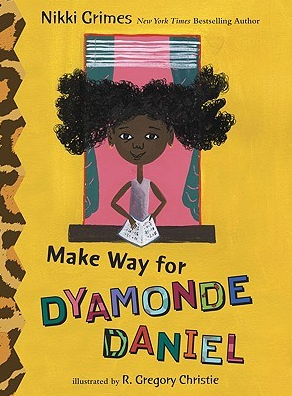 Nikki Grimes New York Times Bestselling Author
Make Way for
DYAMONDE
DANIEL
illustrated by R. Gregory Christie